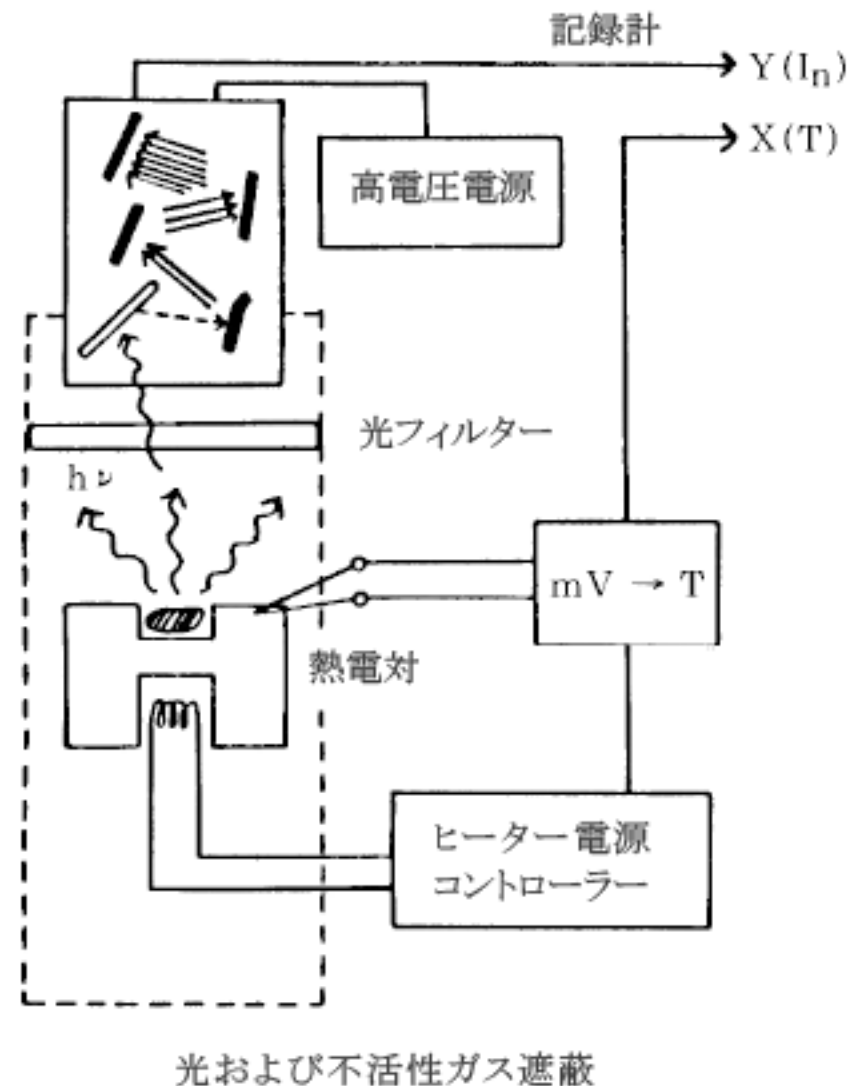 記録計
Y(In)
X(T)
高電圧電源
光フィルター
hν
mV → T
熱電対
ヒーター電源
コントローラー
光および不活性ガス遮蔽